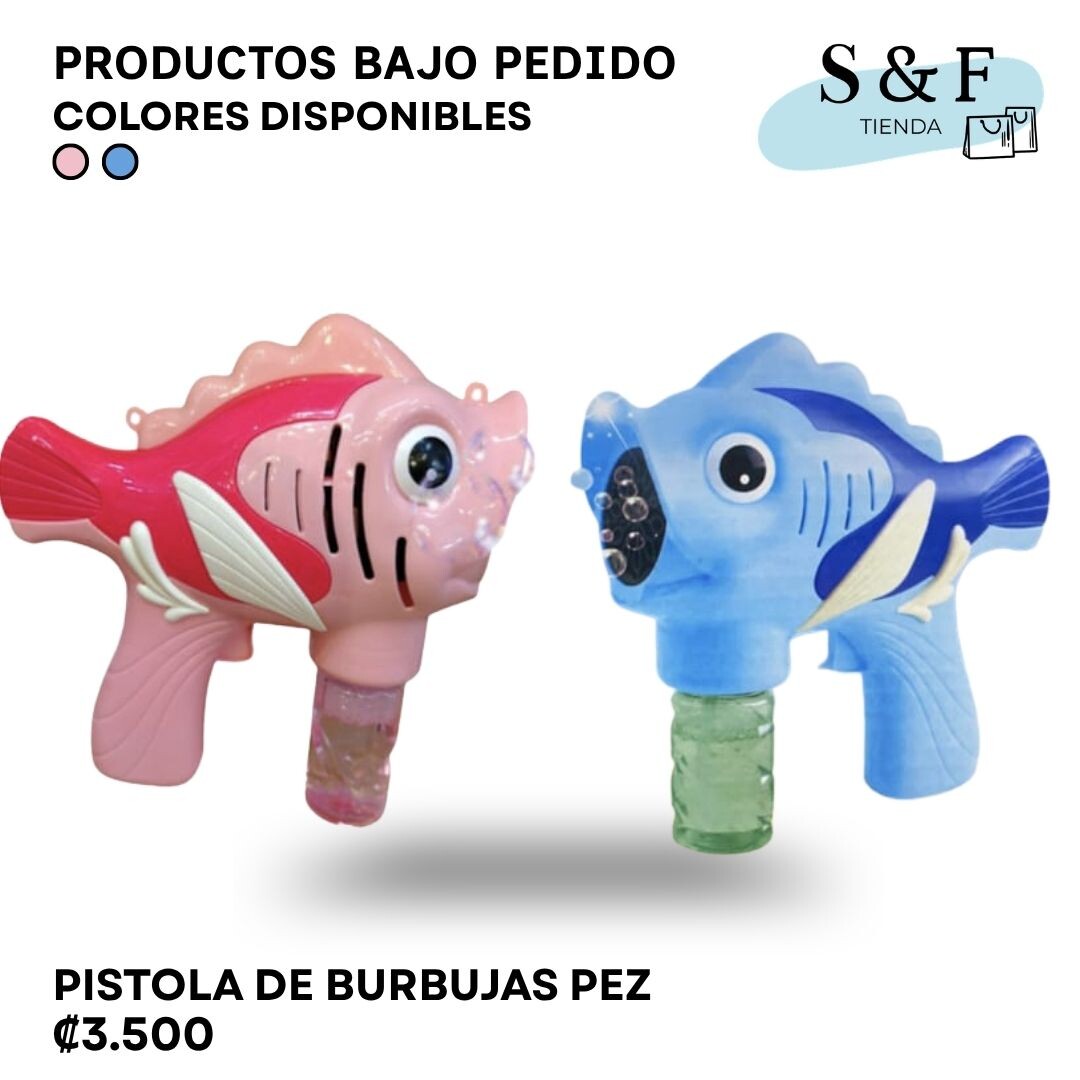 PRODUCTOS BAJO PEDIDO
COLORES DISPONIBLES
S & F
TIENDA
PISTOLA DE BURBUJAS PEZ
₡3.500